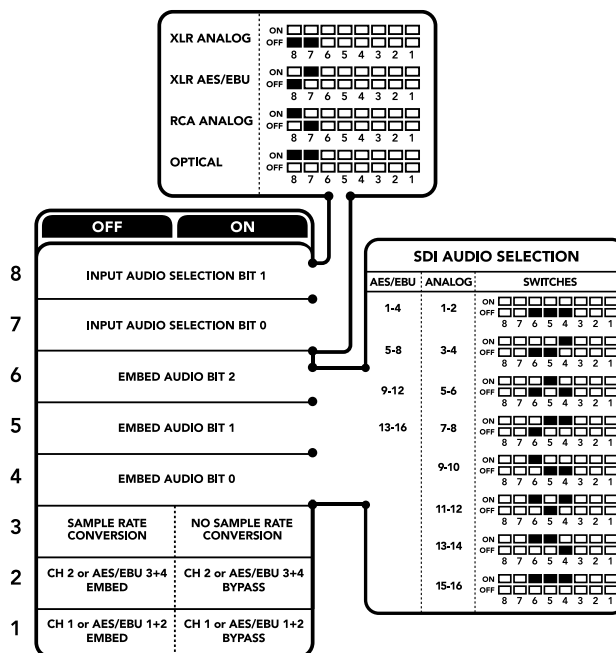 XLR ANALOG
ON
OFF
8 7 6 5 4 3 2 1
XLR AES/EBU
ON
OFF
8 7 6 5 4 3 2 1
RCA ANALOG
ON
OFF
8 7 6 5 4 3 2 1
OPTICAL
ON
OFF
8 7 6 5 4 3 2 1
OFF ON
8 INPUT AUDIO SELECTION BIT 1
7 INPUT AUDIO SELECTION BIT 0
6 EMBED AUDIO BIT 2
5 EMBED AUDIO BIT 1
4 EMBED AUDIO BIT 0
3 SAMPLE RATE CONVERSION NO SAMPLE RATE CONVERSION
2 CH 2 or AES/EBU 3+4 EMBED CH 2 or AES/EBU 3+4 BYPASS
1 CH 1 or AES/EBU 1+2 EMBED CH 1 or AES/EBU 1+2 BYPASS
SDI AUDIO SELECTION
AES/EBU ANALOG SWITCHES
1-4 1-2
ON
OFF
8 7 6 5 4 3 2 1
5-8 3-4
ON
OFF
8 7 6 5 4 3 2 1
9-12 5-6
ON
OFF
8 7 6 5 4 3 2 1
13-16 7-8
ON
OFF
8 7 6 5 4 3 2 1
9-10
ON
OFF
8 7 6 5 4 3 2 1
11-12
ON
OFF
8 7 6 5 4 3 2 1
13-14
ON
OFF
8 7 6 5 4 3 2 1
15-16
ON
OFF
8 7 6 5 4 3 2 1